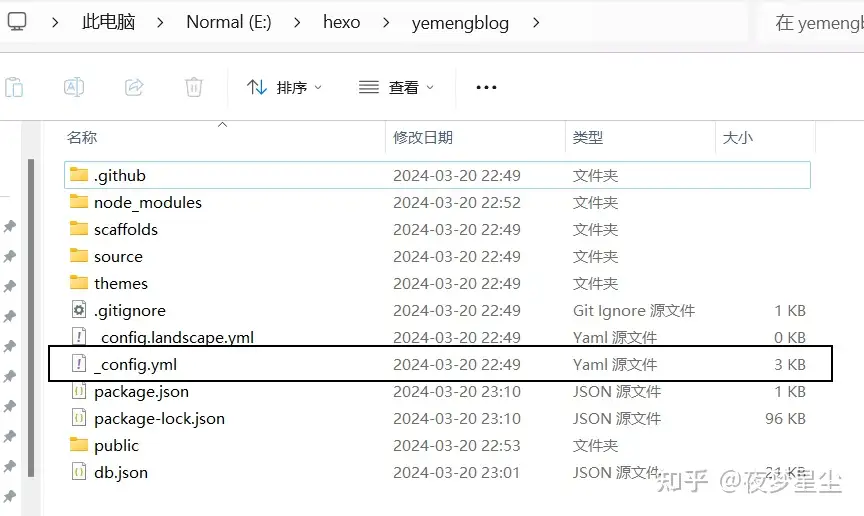 此电脑 Normal (E:) hexo yemengblog 在 yemengb
排序 查看
名称 修改日期 类型 大小
.github 2024-03-20 22:49 文件夹
node_modules 2024-03-20 22:52 文件夹
scaffolds 2024-03-20 22:49 文件夹
source 2024-03-20 22:49 文件夹
themes 2024-03-20 22:49 文件夹
.gitignore 2024-03-20 22:49 Git Ignore 源文件 1 KB
_config.landscape.yml 2024-03-20 22:49 Yaml 源文件 0 KB
_config.yml 2024-03-20 22:49 Yaml 源文件 3 KB
package.json 2024-03-20 23:10 JSON 源文件 1 KB
package-lock.json 2024-03-20 23:10 JSON 源文件 96 KB
public 2024-03-20 22:53 文件夹
db.json 2024-03-20 23:01 JSON 源文件 21 KB
知乎 @夜梦星尘